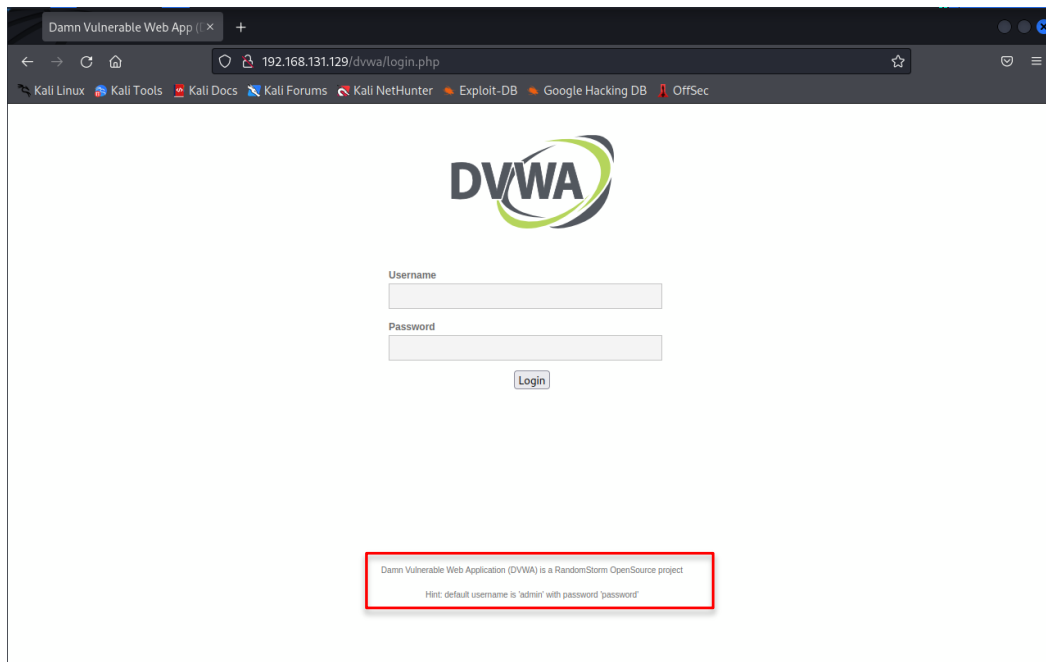 Damn Vulnerable Web App (
192.168.131.129/dvwa/login.php
Kali Linux Kali Tools Kali Docs Kali Forums Kali NetHunter Exploit-DB Google Hacking DB OffSec
DVWA
Username
Password
Login
Damn Vulnerable Web Application (DVWA) is a RandomStorm OpenSource project
Hint: default username is 'admin' with password 'password'